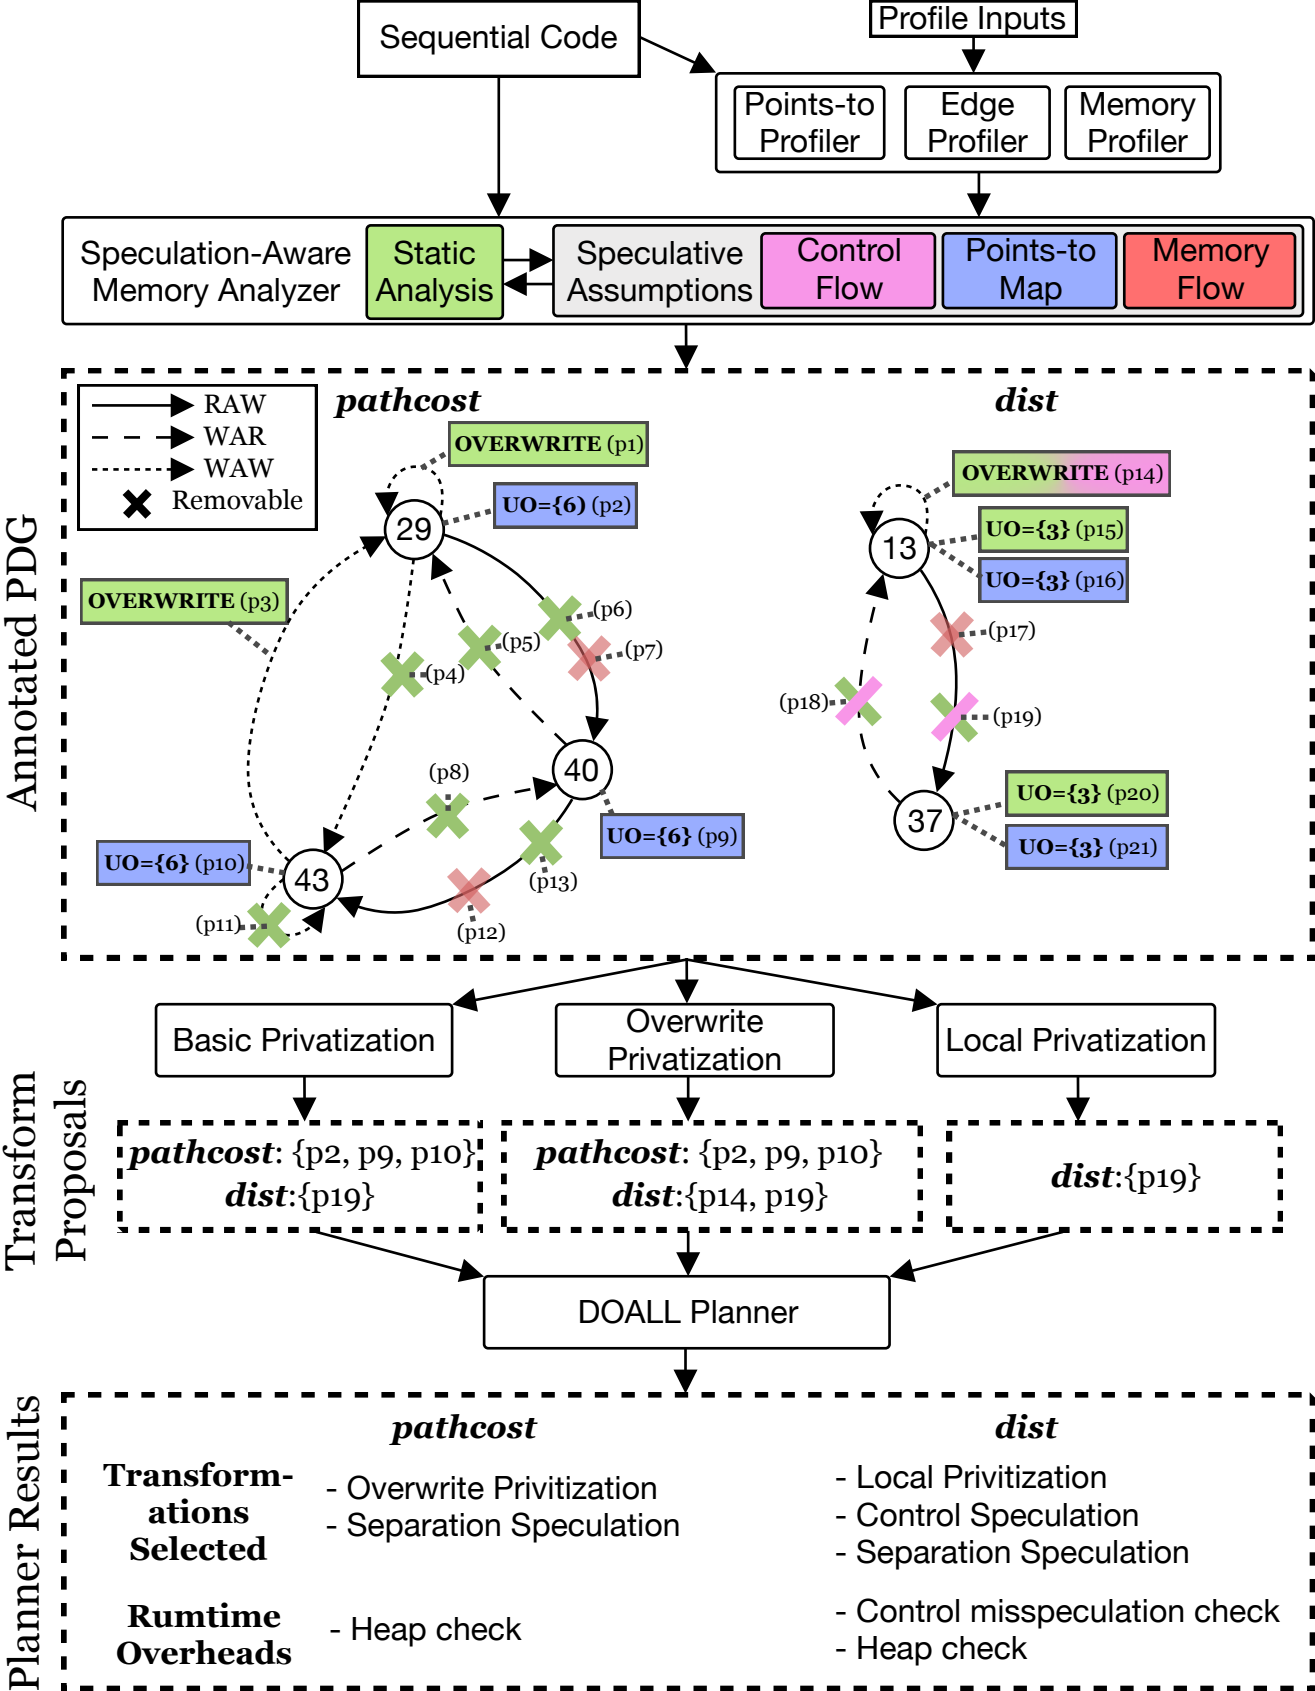 Sequential Code
Profile Inputs
Points-to
Profiler
Edge
Profiler
Memory
Profiler
Speculation-Aware
Memory Analyzer
Static
Analysis
Speculative
Assumptions
Control
Flow
Points-to
Map
Memory
Flow
Annotated PDG
RAW
WAR
WAW
Removable
pathcost
dist
OVERWRITE (p1)
UO={6) (p2)
OVERWRITE (p3)
29
(p6)
(p5)
(p7)
(p4)
40
(p8)
UO={6} (p9)
UO={6} (p10)
43
(p13)
(p11)
(p12)
OVERWRITE (p14)
13
UO={3} (p15)
UO={3} (p16)
(p17)
(p18)
(p19)
37
UO={3} (p20)
UO={3} (p21)
Transform
Proposals
Basic Privatization
Overwrite
Privatization
Local Privatization
pathcost: {p2, p9, p10}
dist:{p19}
pathcost: {p2, p9, p10}
dist:{p14, p19}
dist:{p19}
DOALL Planner
Planner Results
pathcost
dist
Transform-
ations
Selected
- Overwrite Privitization
- Separation Speculation
- Local Privitization
- Control Speculation
- Separation Speculation
Rumtime
Overheads
- Heap check
- Control misspeculation check
- Heap check